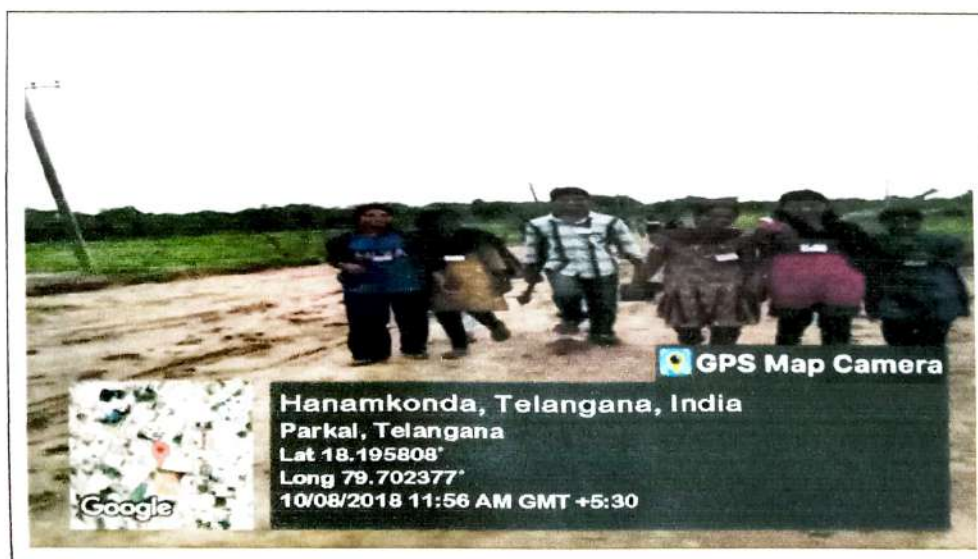 GPS Map Camera
Hanamkonda, Telangana, India
Parkal, Telangana
Lat 18.195808°
Long 79.702377°
10/08/2018 11:56 AM GMT +5:30
Google